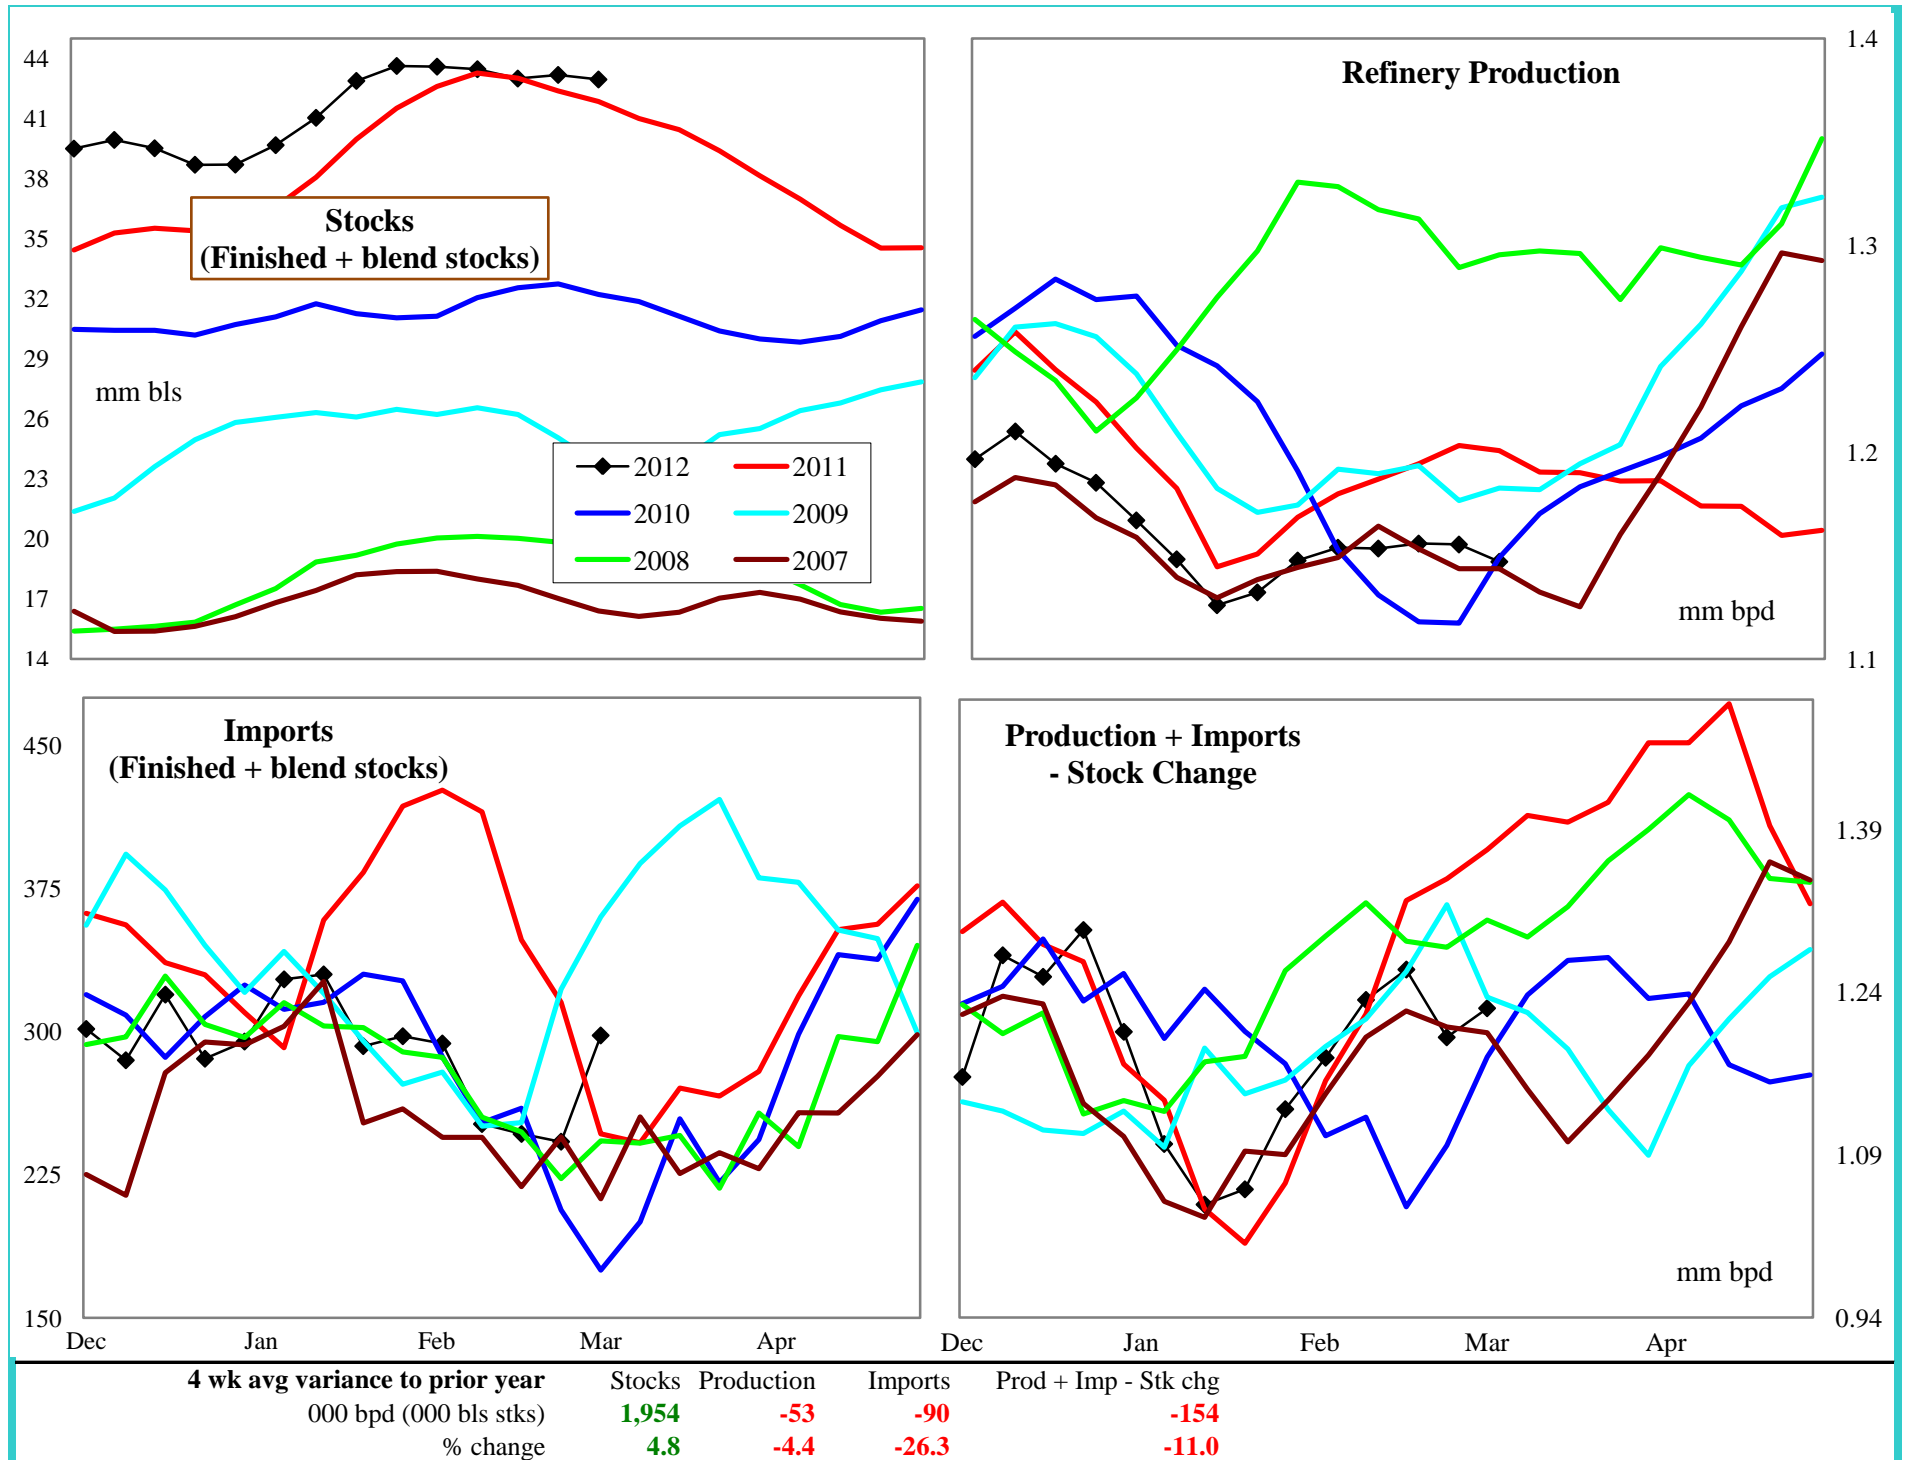 44
41
38
35
32
29
26
23
20
17
14
Stocks
(Finished + blend stocks)
mm bls
2012 2011
2010 2009
2008 2007
Refinery Production
mm bpd
1.4
1.3
1.2
1.1
Imports
(Finished + blend stocks)
450
375
300
225
150
Dec Jan Feb Mar Apr
Production + Imports
- Stock Change
mm bpd
1.39
1.24
1.09
0.94
Dec Jan Feb Mar Apr
4 wk avg variance to prior year Stocks Production Imports Prod + Imp - Stk chg
000 bpd (000 bls stks) 1,954 -53 -90 -154
% change 4.8 -4.4 -26.3 -11.0